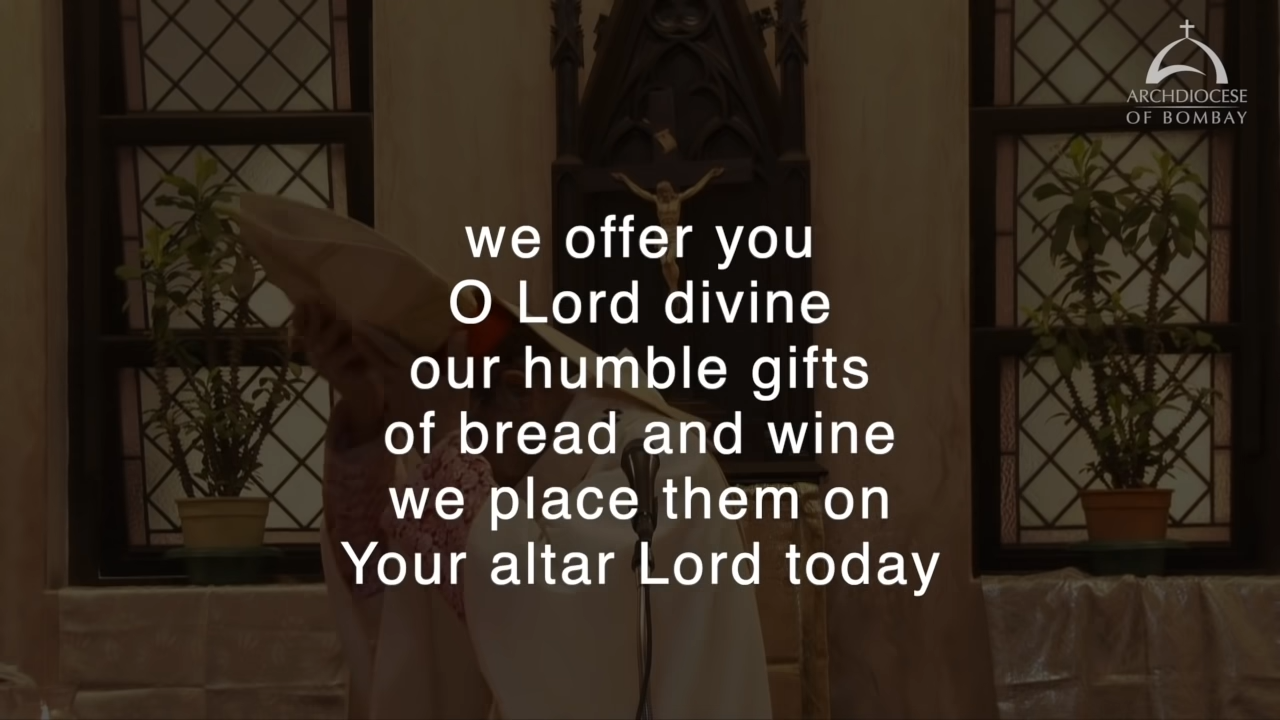 ARCHDIOCESE
OF BOMBAY
we offer you
O Lord divine
our humble gifts
of bread and wine
we place them on
Your altar Lord today